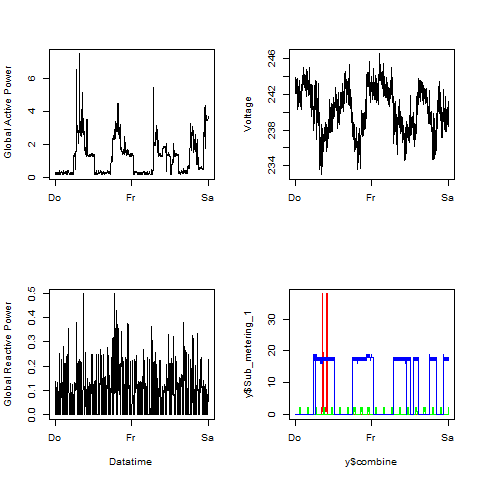 Global Active Power
0 2 4 6
Do Fr Sa
Voltage
234 238 242 246
Do Fr Sa
Global Reactive Power
0.0 0.1 0.2 0.3 0.4 0.5
Do Fr Sa
Datatime
y$Sub_metering_1
0 10 20 30
Do Fr Sa
y$combine